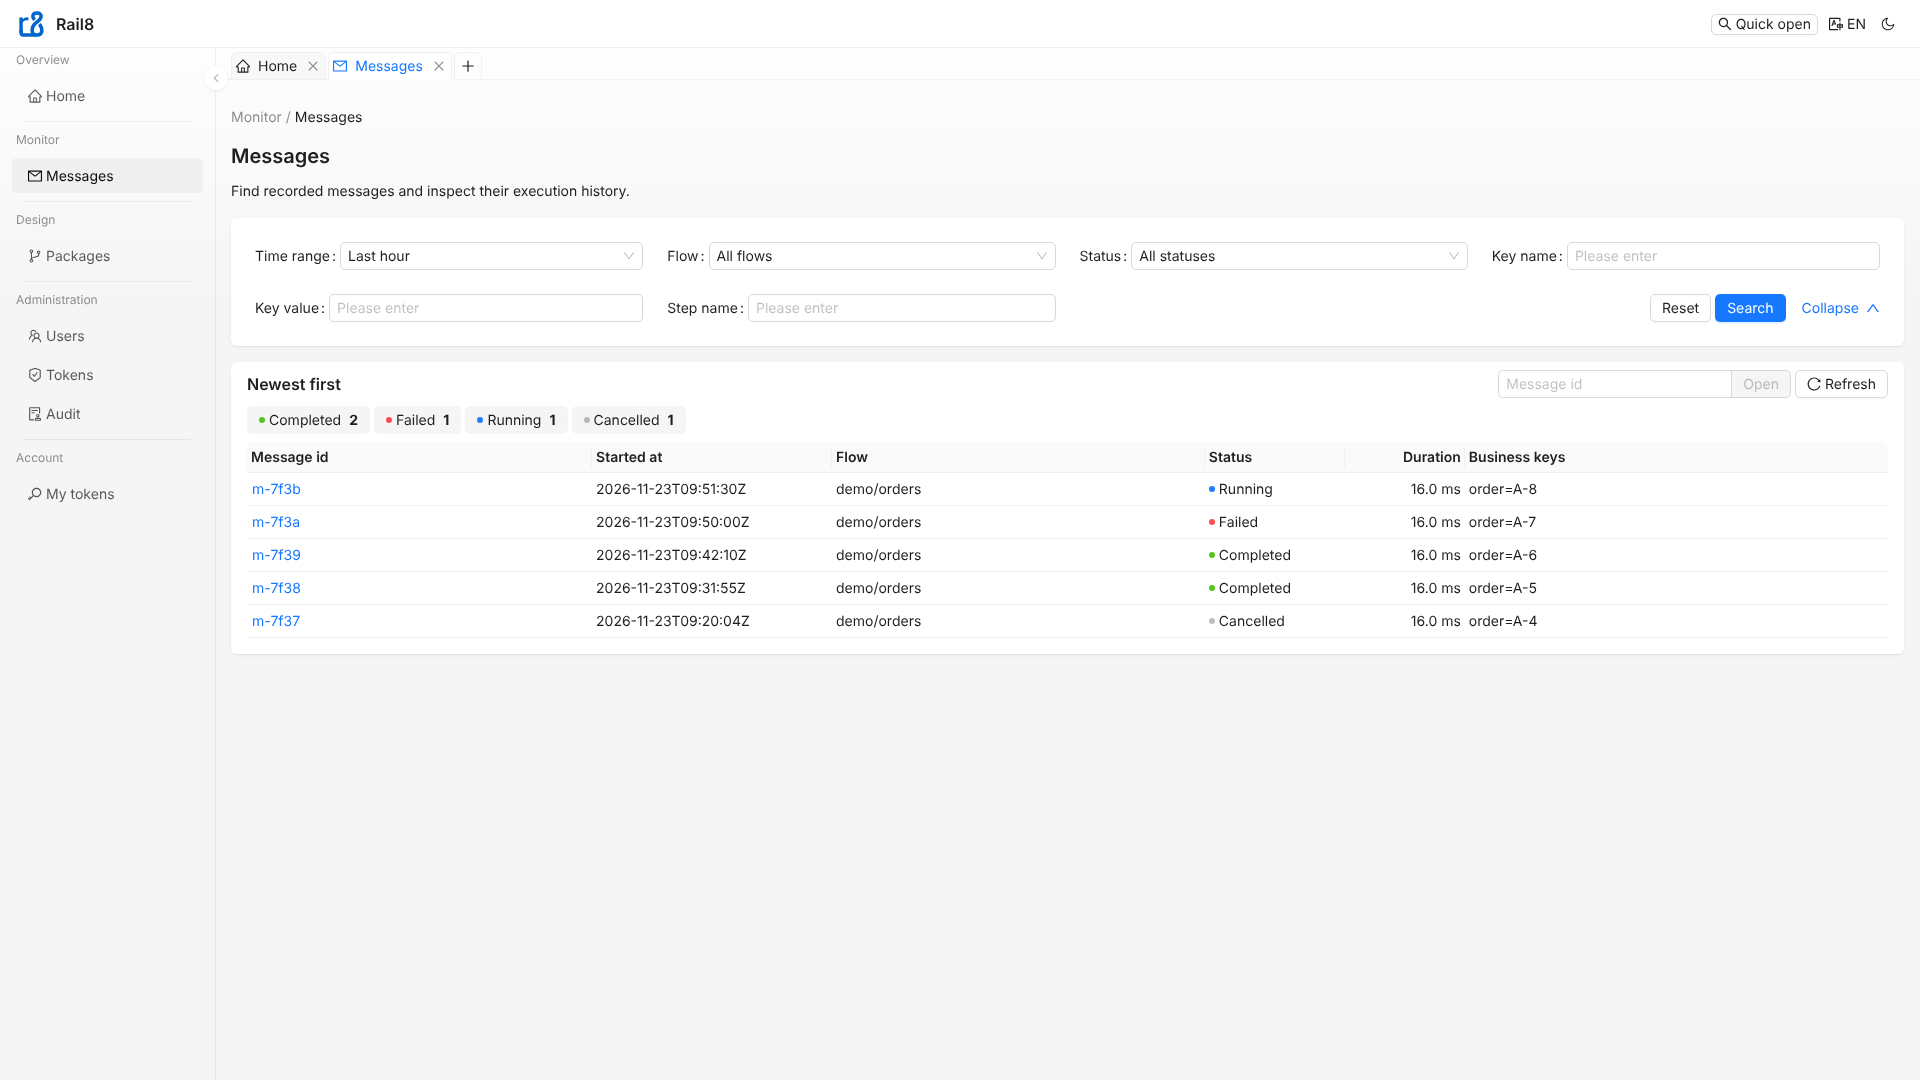 Rail8
Quick open EN
Overview
Home
Monitor
Messages
Design
Packages
Administration
Users
Tokens
Audit
Account
My tokens
Home Messages
Monitor / Messages
Messages
Find recorded messages and inspect their execution history.
Time range: Last hour Flow: All flows Status: All statuses Key name: Please enter
Key value: Please enter Step name: Please enter Reset Search Collapse
Newest first Message id Open Refresh
Completed 2 Failed 1 Running 1 Cancelled 1
Message id Started at Flow Status Duration Business keys
m-7f3b 2026-11-23T09:51:30Z demo/orders Running 16.0 ms order=A-8
m-7f3a 2026-11-23T09:50:00Z demo/orders Failed 16.0 ms order=A-7
m-7f39 2026-11-23T09:42:10Z demo/orders Completed 16.0 ms order=A-6
m-7f38 2026-11-23T09:31:55Z demo/orders Completed 16.0 ms order=A-5
m-7f37 2026-11-23T09:20:04Z demo/orders Cancelled 16.0 ms order=A-4